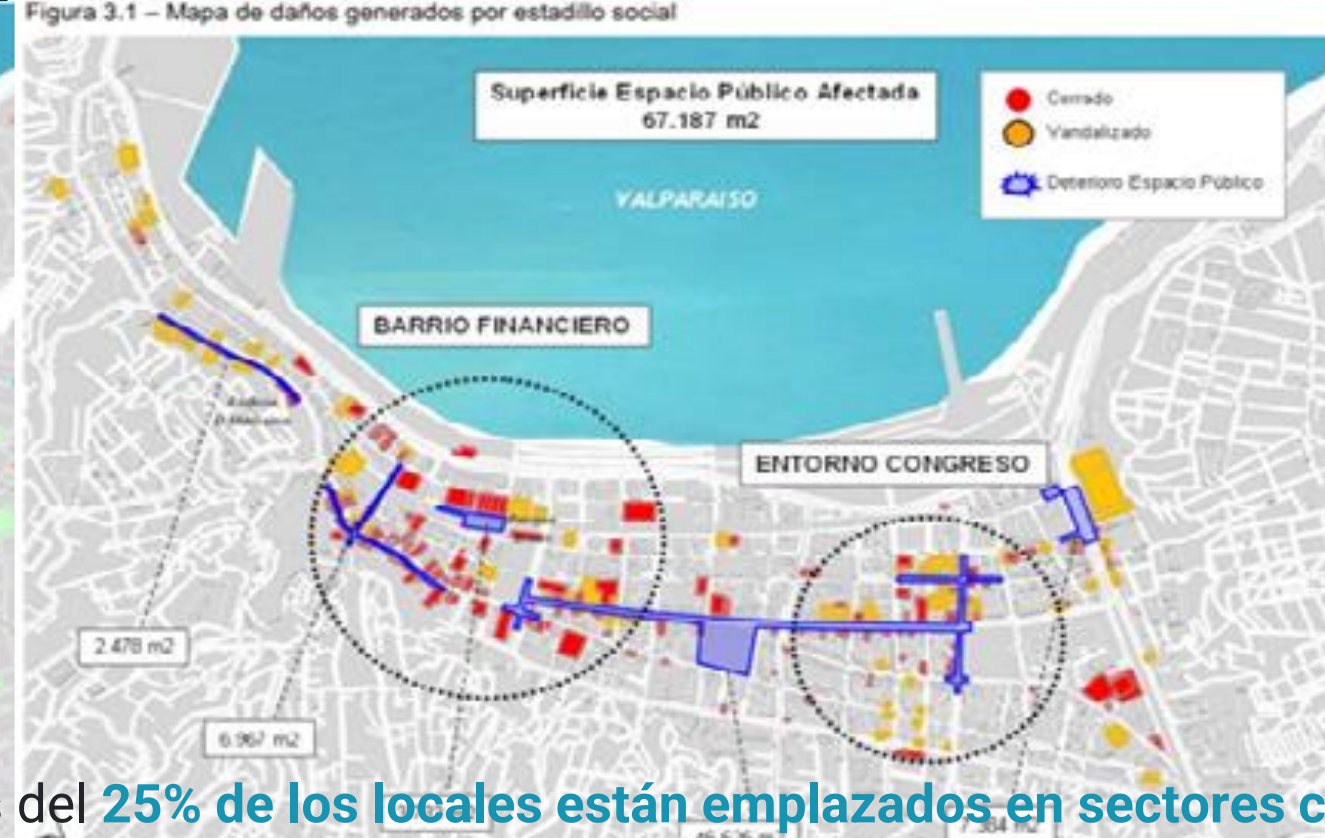 Figura 3.1 – Mapa de daños generados por estadillo social
Superficie Espacio Público Afectada
67.187 m2
Cerrado
Vandalizado
Deterioro Espacio Público
VALPARAISO
BARRIO FINANCIERO
ENTORNO CONGRESO
2.478 m2
6.967 m2
del 25% de los locales están emplazados en sectores c